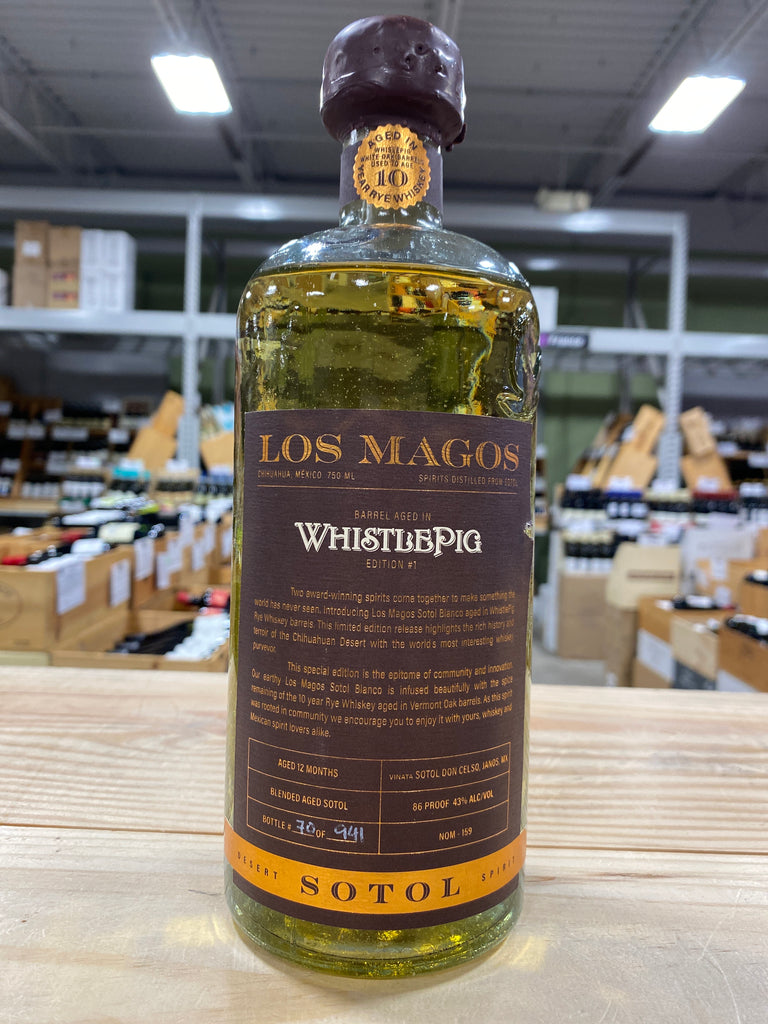 AGED IN
WHISTLEPIG
WHITE OAK BARRELS
USED TO AGE
10
YEAR RYE WHISKEY
LOS MAGOS
CHIHUAHUA, MÉXICO 750 ML SPIRITS DISTILLED FROM SOTOL
BARREL AGED IN
WHISTLEPIG
EDITION #1
Two award-winning spirits come together to make something the
world has never seen. Introducing Los Magos Sotol Blanco aged in WhistlePig
Rye Whiskey barrels. This limited edition release highlights the rich history and
terroir of the Chihuahuan Desert with the world's most interesting whiskey
purveyor.
This special edition is the epitome of community and innovation.
Our earthy Los Magos Sotol Blanco is infused beautifully with the spice
remaining of the 10 year Rye Whiskey aged in Vermont Oak barrels. As this spirit
was rooted in community we encourage you to enjoy it with yours, whiskey and
Mexican spirit lovers alike.
AGED 12 MONTHS VINATA SOTOL DON CELSO, JANOS, MX
BLENDED AGED SOTOL 86 PROOF 43% ALC/VOL
BOTTLE # 70 OF 941 NOM - 159
DESERT SOTOL SPIRIT